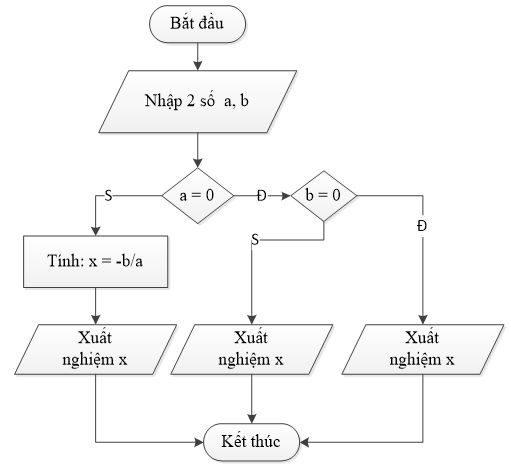 Bắt đầu
Nhập 2 số a, b
a = 0
S
Đ
b = 0
S
Đ
Tính: x = -b/a
Xuất
nghiệm x
Xuất
nghiệm x
Xuất
nghiệm x
Kết thúc